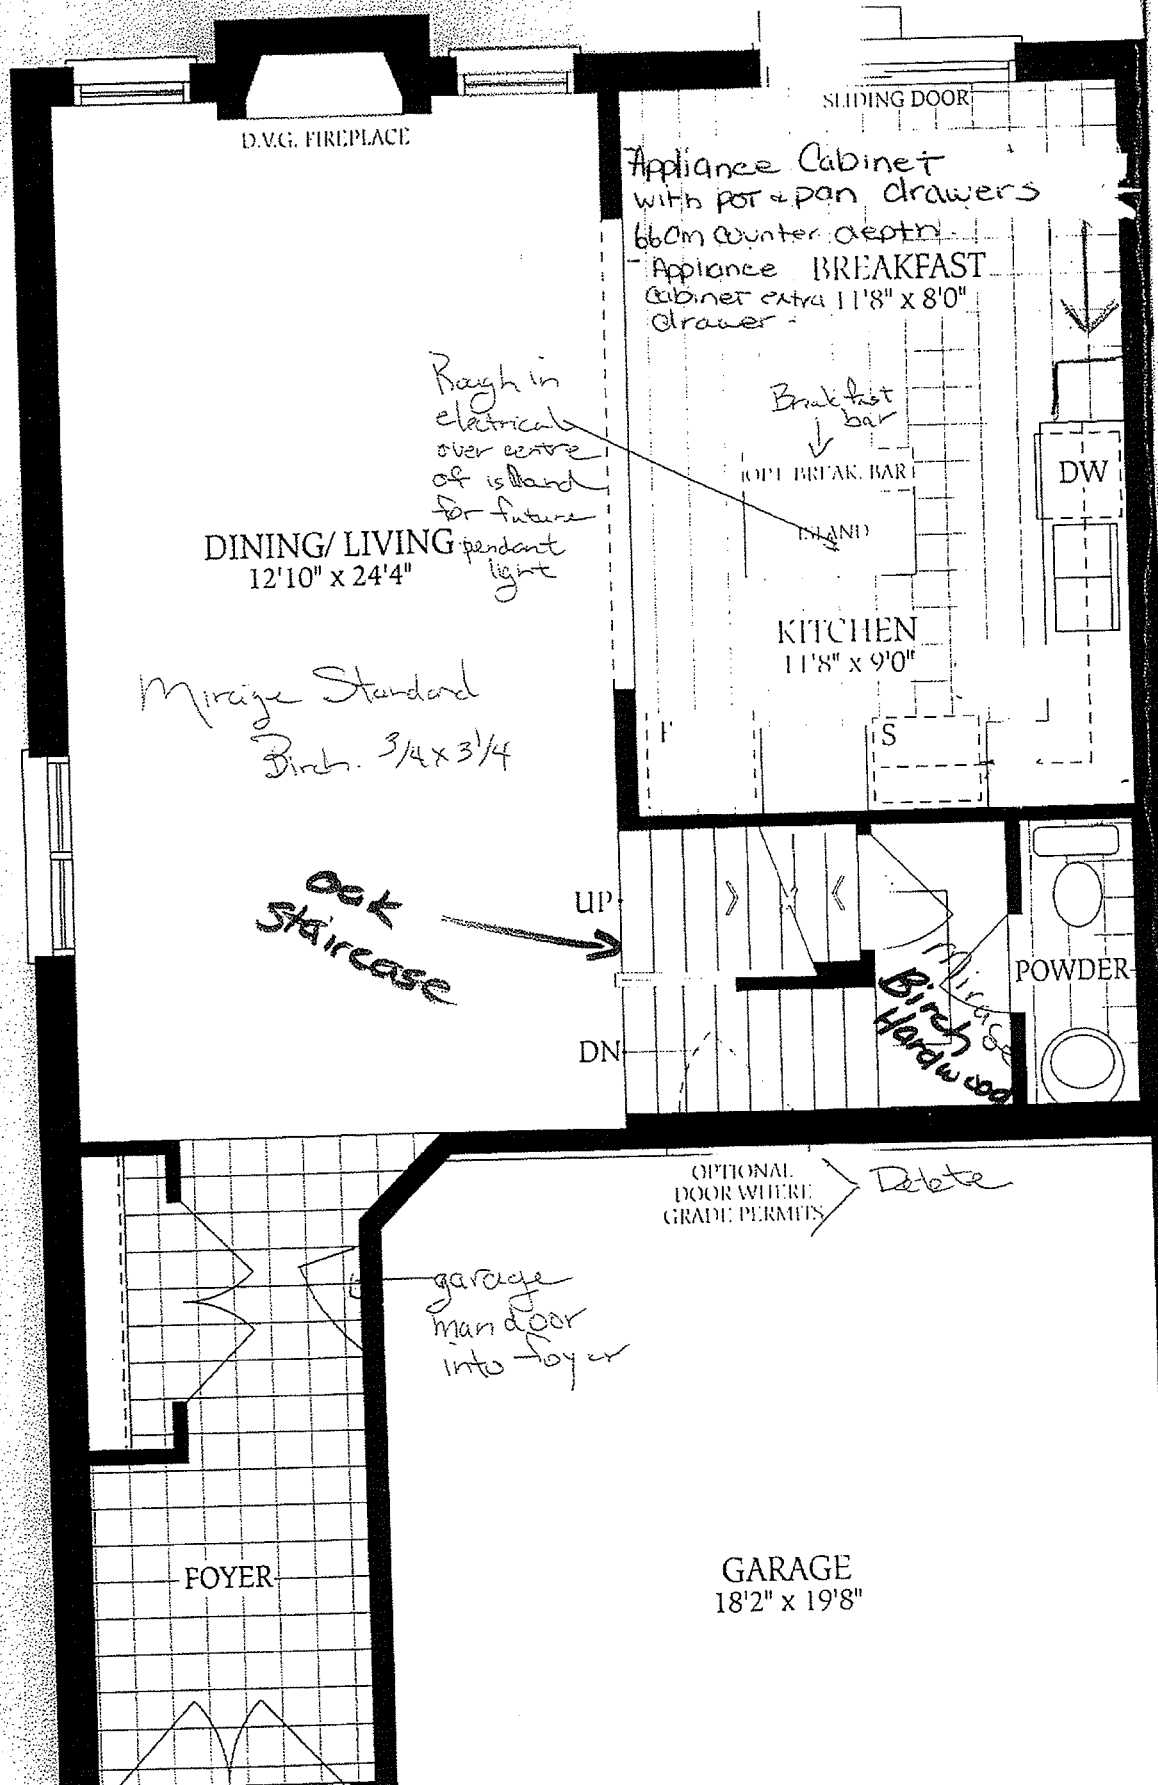 D.V.G. FIREPLACE
SLIDING DOOR
Appliance Cabinet
with pot & pan drawers
660m counter depth
- Appliance
Cabinet extra
drawer -
BREAKFAST
11'8" X 8'0"
Rough in
electrical
over centre
of island
for future
pendant
light
Breakfast
bar
OPT BREAK. BAR
ISLAND
DW
DINING/ LIVING
12'10" x 24'4"
KITCHEN
11'8" x 9'0"
Mirage Standard
Birch. 3/4 x 3 1/4
F
S
Oak
Staircase
UP
DN
Mirage
Birch
Hardwood
POWDER
OPTIONAL
DOOR WHERE
GRADE PERMITS
Delete
garage
man door
into foyer
FOYER
GARAGE
18'2" x 19'8"